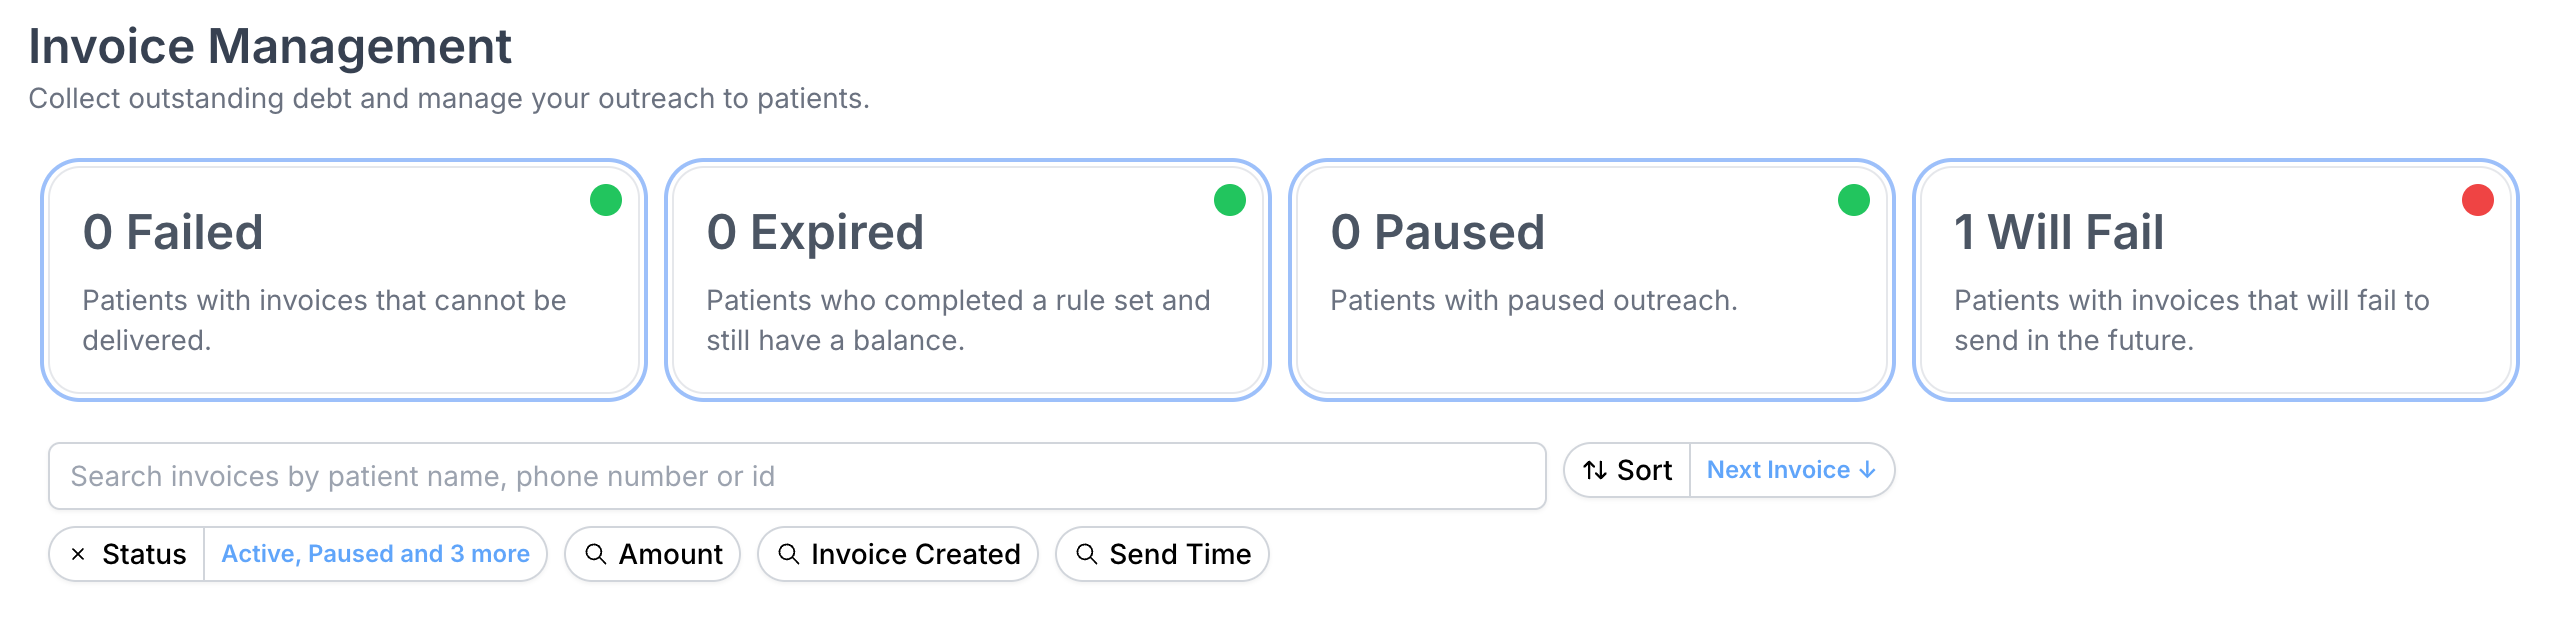 Invoice Management
Collect outstanding debt and manage your outreach to patients.
0 Failed
Patients with invoices that cannot be
delivered.
0 Expired
Patients who completed a rule set and
still have a balance.
0 Paused
Patients with paused outreach.
1 Will Fail
Patients with invoices that will fail to
send in the future.
Search invoices by patient name, phone number or id
Sort Next Invoice ↓
Status Active, Paused and 3 more Amount Invoice Created Send Time